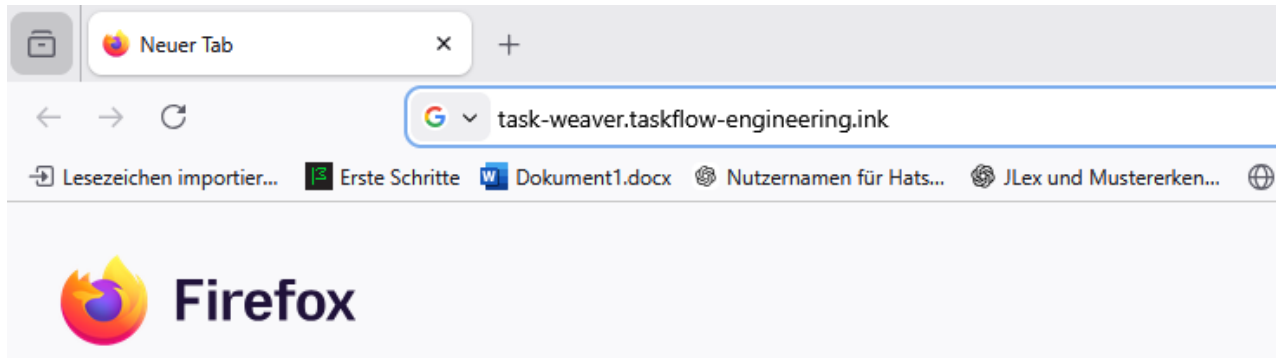 Neuer Tab
task-weaver.taskflow-engineering.ink
Lesezeichen importier... Erste Schritte Dokument1.docx Nutzernamen für Hats... JLex und Mustererken...
Firefox